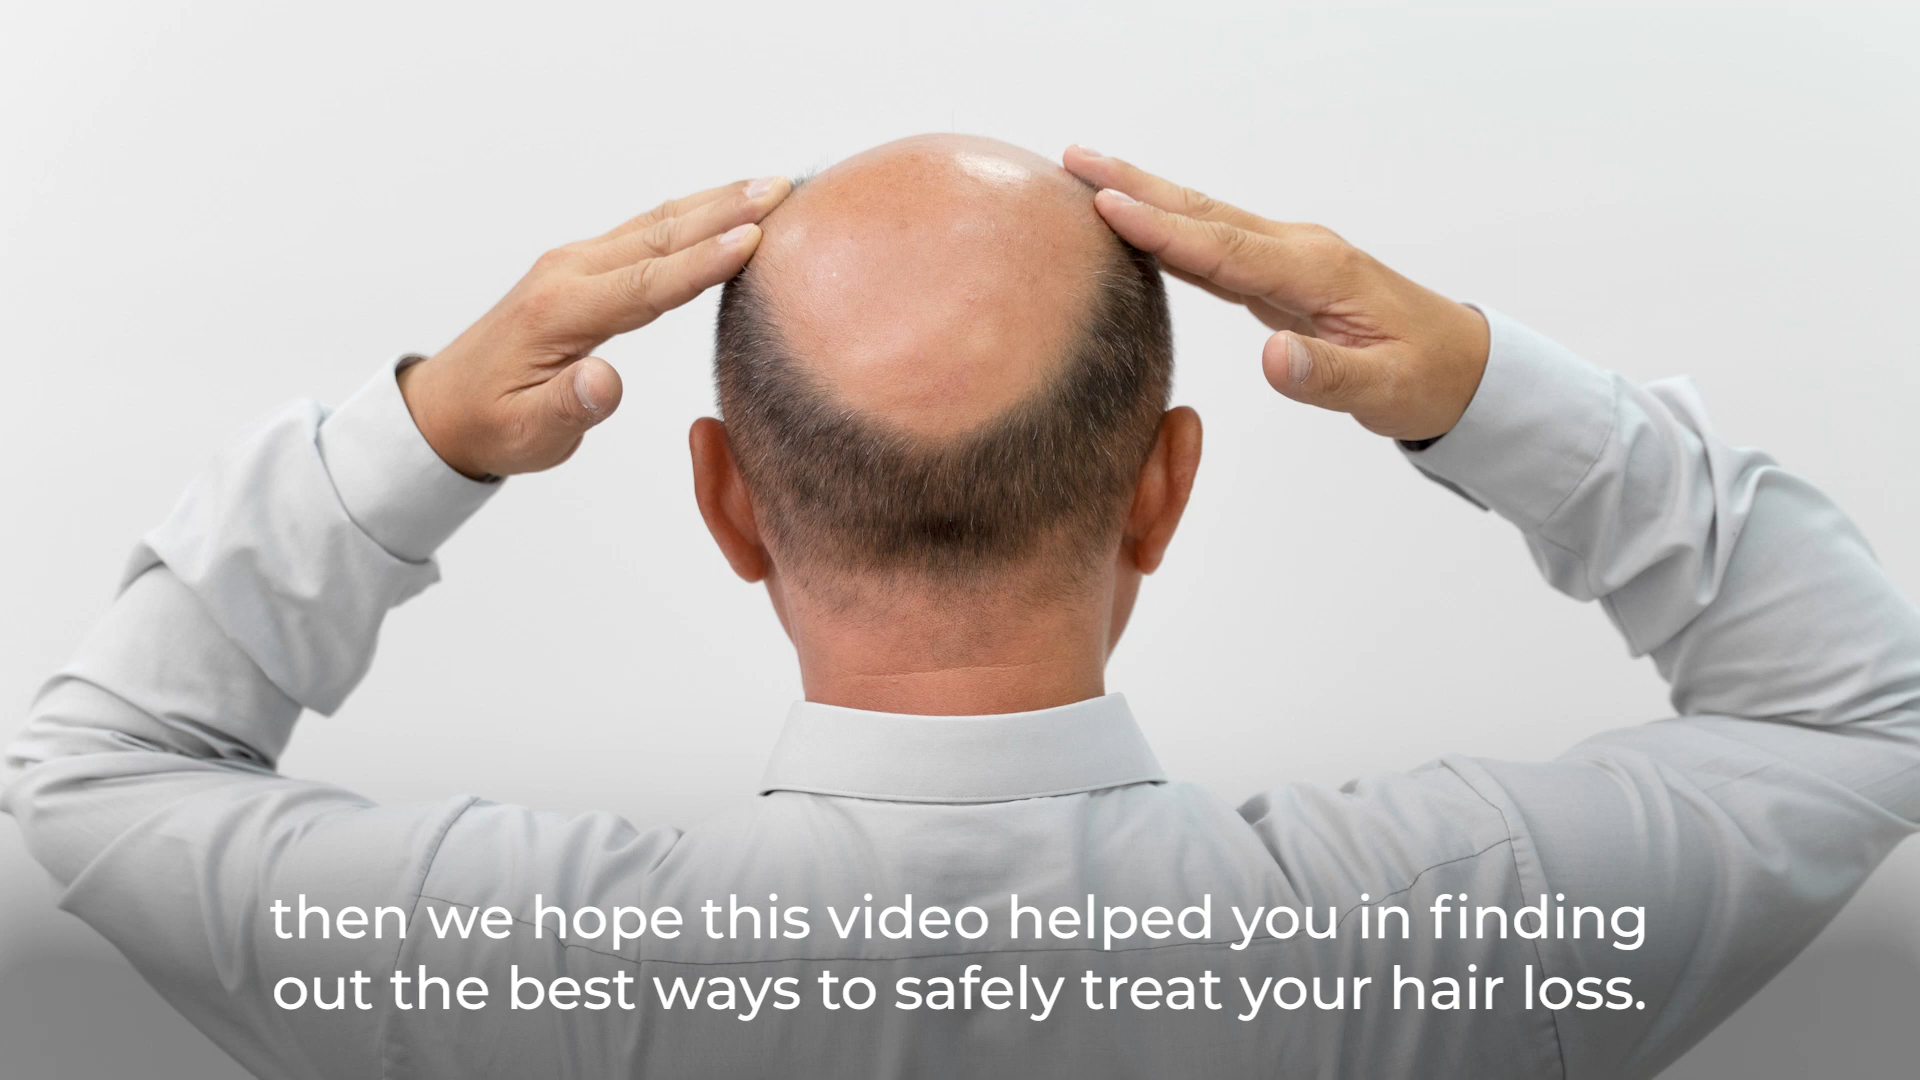 then we hope this video helped you in finding
out the best ways to safely treat your hair loss.